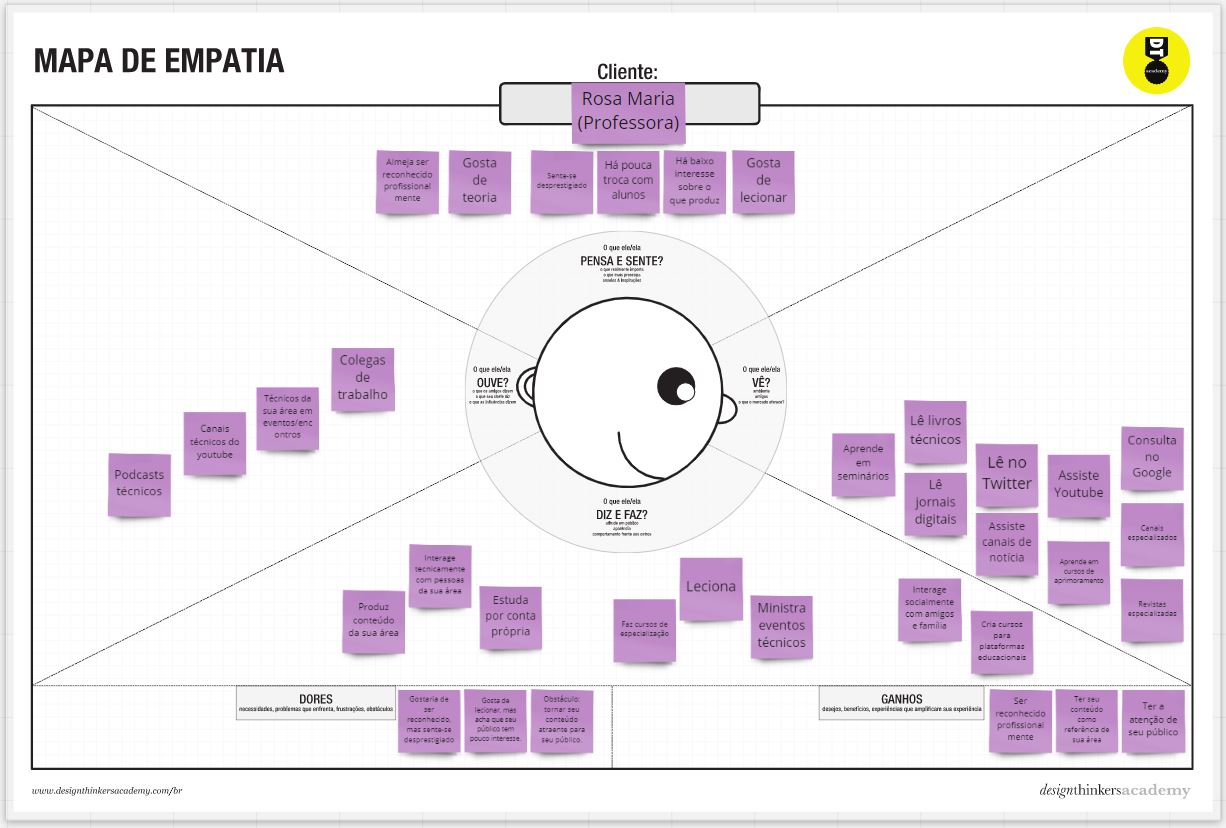 MAPA DE EMPATIA
DT
academy
Cliente:
Rosa Maria
(Professora)
Almeja ser
reconhecido
profissional
mente
Gosta
de
teoria
Sente-se
desprestigiado
Há pouca
troca com
alunos
Há baixo
interesse
sobre o
que produz
Gosta
de
lecionar
O que ele/ela
PENSA E SENTE?
o que realmente importa
o que mais preocupa
anseios & inspirações
O que ele/ela
OUVE?
o que os amigos dizem
o que seu chefe diz
o que as influências dizem
O que ele/ela
VÊ?
ambiente
amigos
o que o mercado oferece?
O que ele/ela
DIZ E FAZ?
atitude em público
aparência
comportamento frente aos outros
Colegas
de
trabalho
Técnicos da
sua área em
eventos/enc
ontros
Canais
técnicos do
youtube
Podcasts
técnicos
Aprende
em
seminários
Lê livros
técnicos
Lê
jornais
digitais
Lê no
Twitter
Assiste
canais de
notícia
Assiste
Youtube
Aprende em
cursos de
aprimoramento
Consulta
no
Google
Canais
especializados
Revistas
especializadas
Produz
conteúdo
da sua área
Interage
tecnicamente
com pessoas
da sua área
Estuda
por conta
própria
Faz cursos de
especialização
Leciona
Ministra
eventos
técnicos
Interage
socialmente
com amigos
e família
Cria cursos
para
plataformas
educacionais
DORES
necessidades, problemas que enfrenta, frustrações, obstáculos
Gostaria de
ser
reconhecido,
mas sente-se
desprestigiado
Gosta de
lecionar, mas
acha que seu
público tem
pouco interesse.
Obstáculo:
tornar seu
conteúdo
atraente para
seu público.
GANHOS
desejos, benefícios, experiências que amplificam sua experiência
Ser
reconhecido
profissional
mente
Ter seu
conteúdo
como
referência de
sua área
Ter a
atenção de
seu público
www.designthinkersacademy.com/br
designthinkersacademy